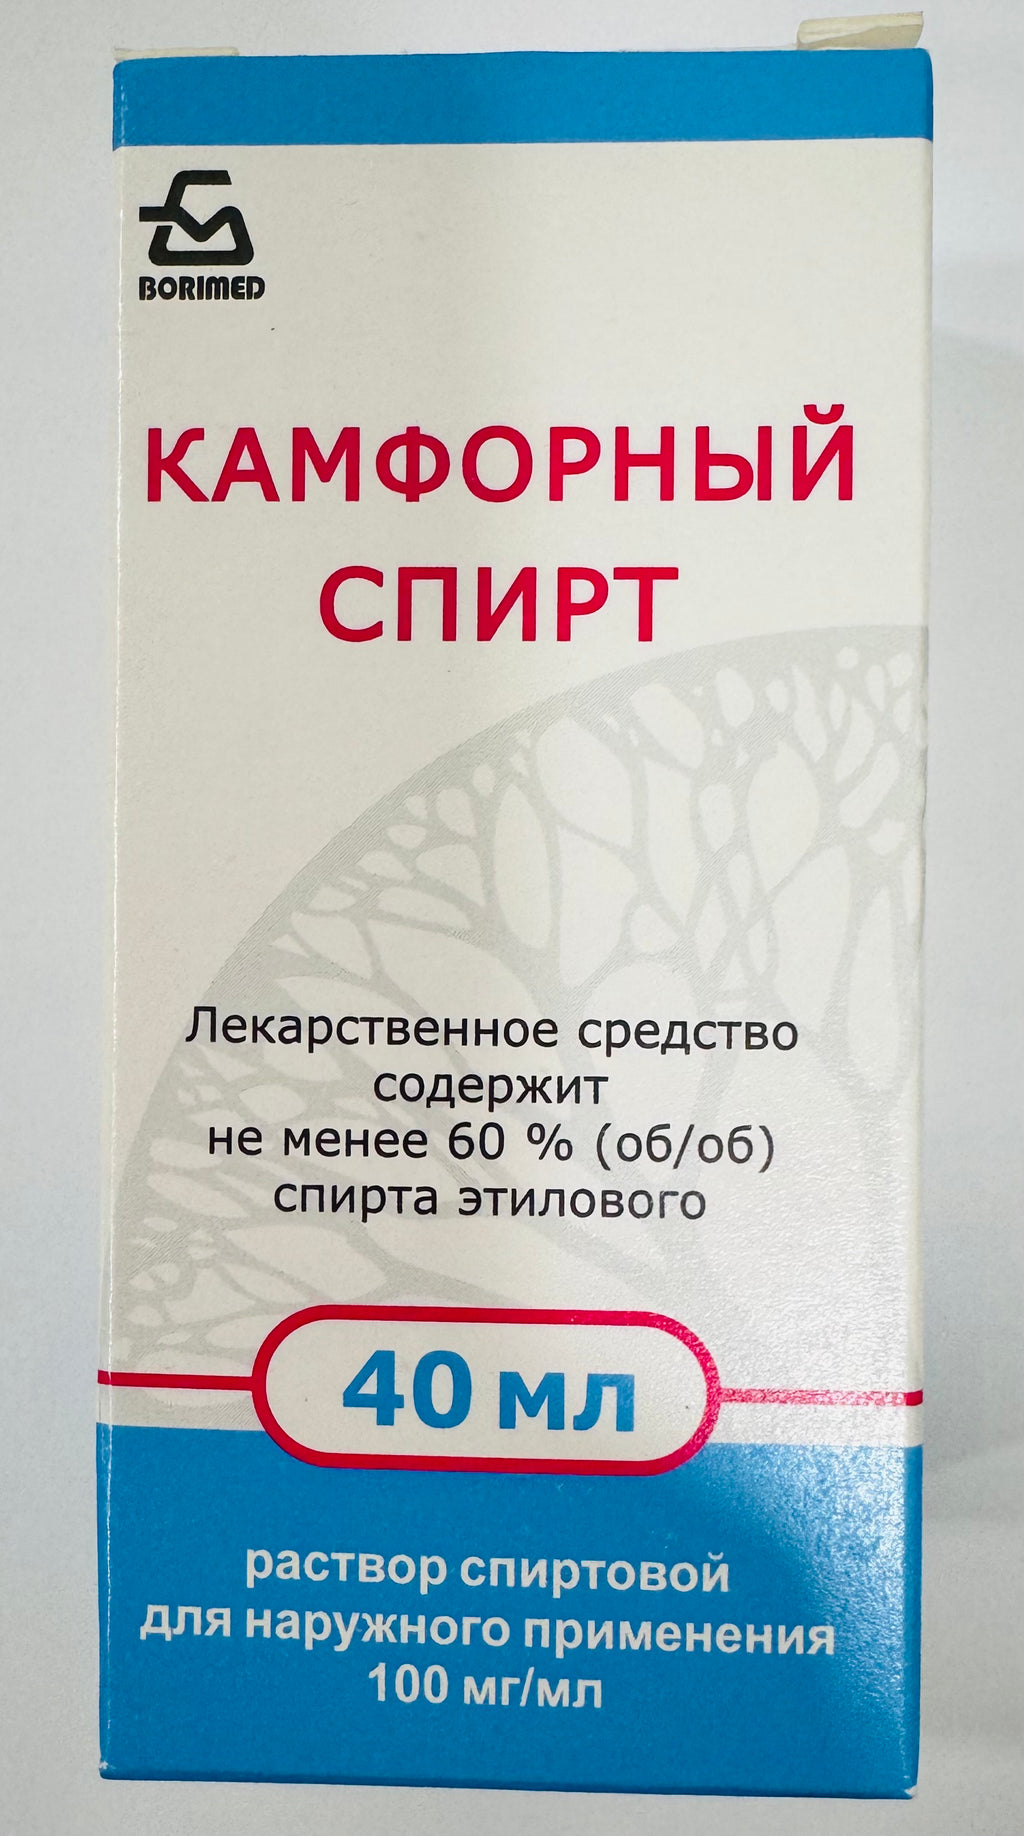 BORIMED
КАМФОРНЫЙ
СПИРТ
Лекарственное средство
содержит
не менее 60 % (об/об)
спирта этилового
40 мл
раствор спиртовой
для наружного применения
100 мг/мл